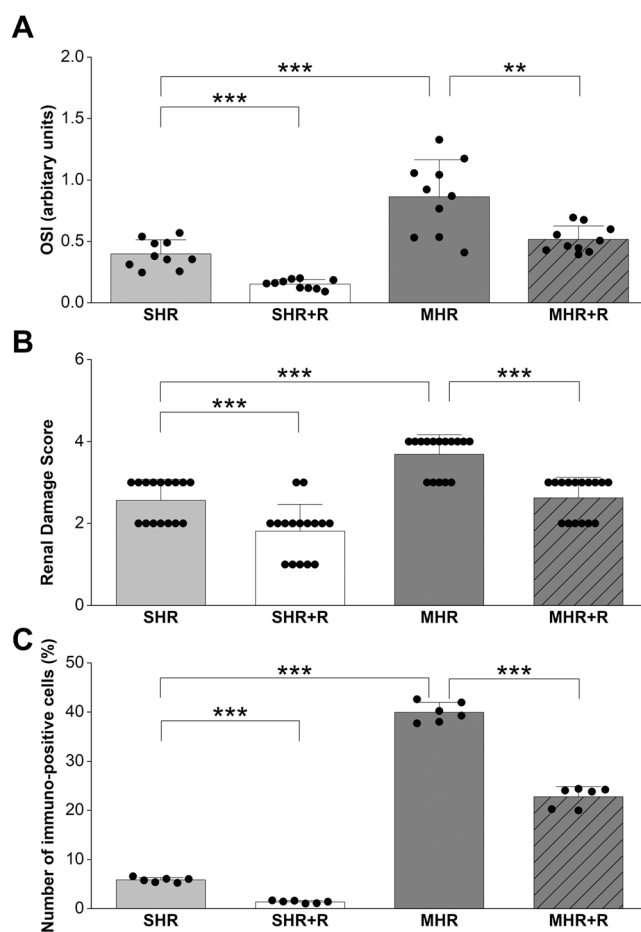 A
OSI (arbitary units)
2.0
1.5
1.0
0.5
0.0
***
***
**
SHR SHR+R MHR MHR+R
B
Renal Damage Score
6
4
2
0
***
***
***
SHR SHR+R MHR MHR+R
C
Number of immuno-positive cells (%)
50
40
30
20
10
0
***
***
***
SHR SHR+R MHR MHR+R